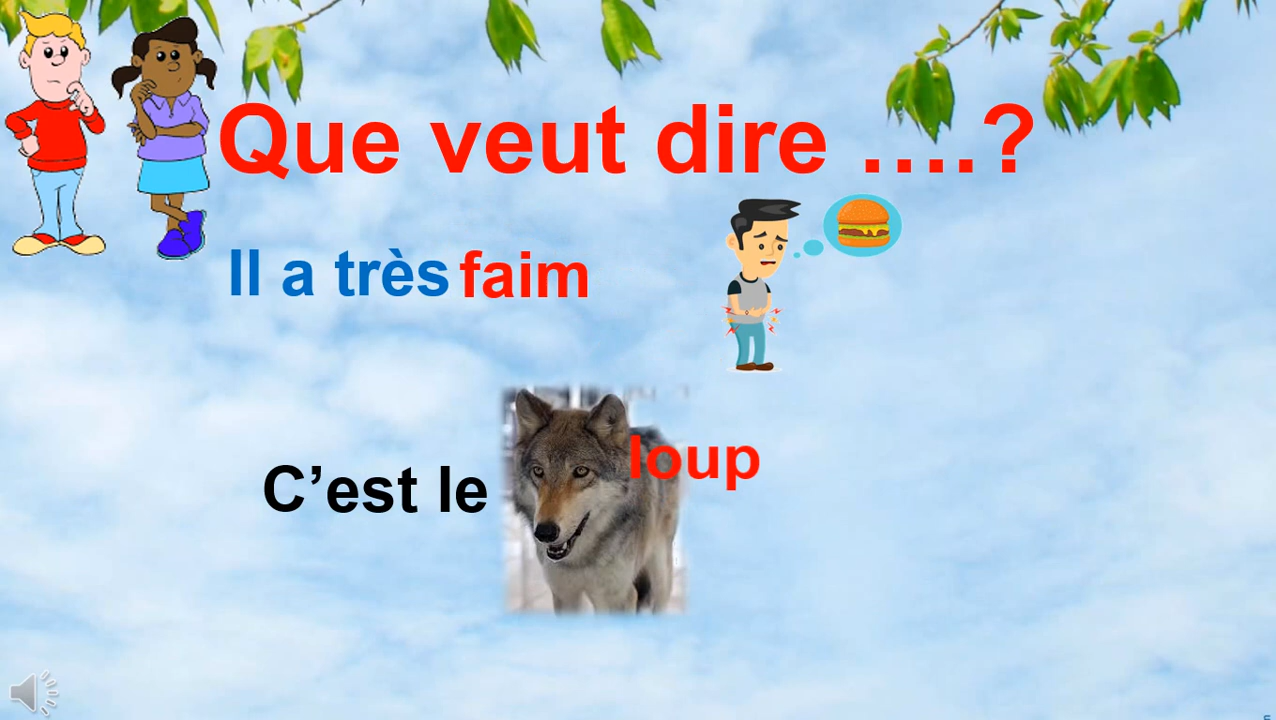 Que veut dire ….?
Il a très faim
C’est le loup